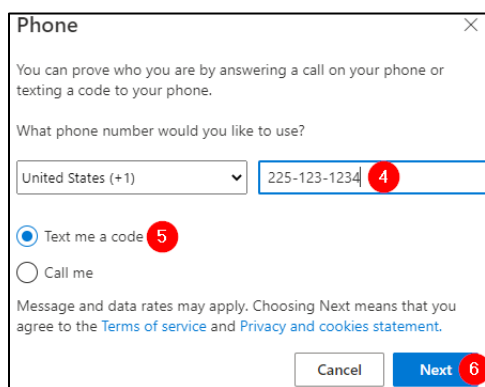 Phone
You can prove who you are by answering a call on your phone or
texting a code to your phone.
What phone number would you like to use?
United States (+1) 225-123-1234 4
Text me a code 5
Call me
Message and data rates may apply. Choosing Next means that you
agree to the Terms of service and Privacy and cookies statement.
Cancel Next 6